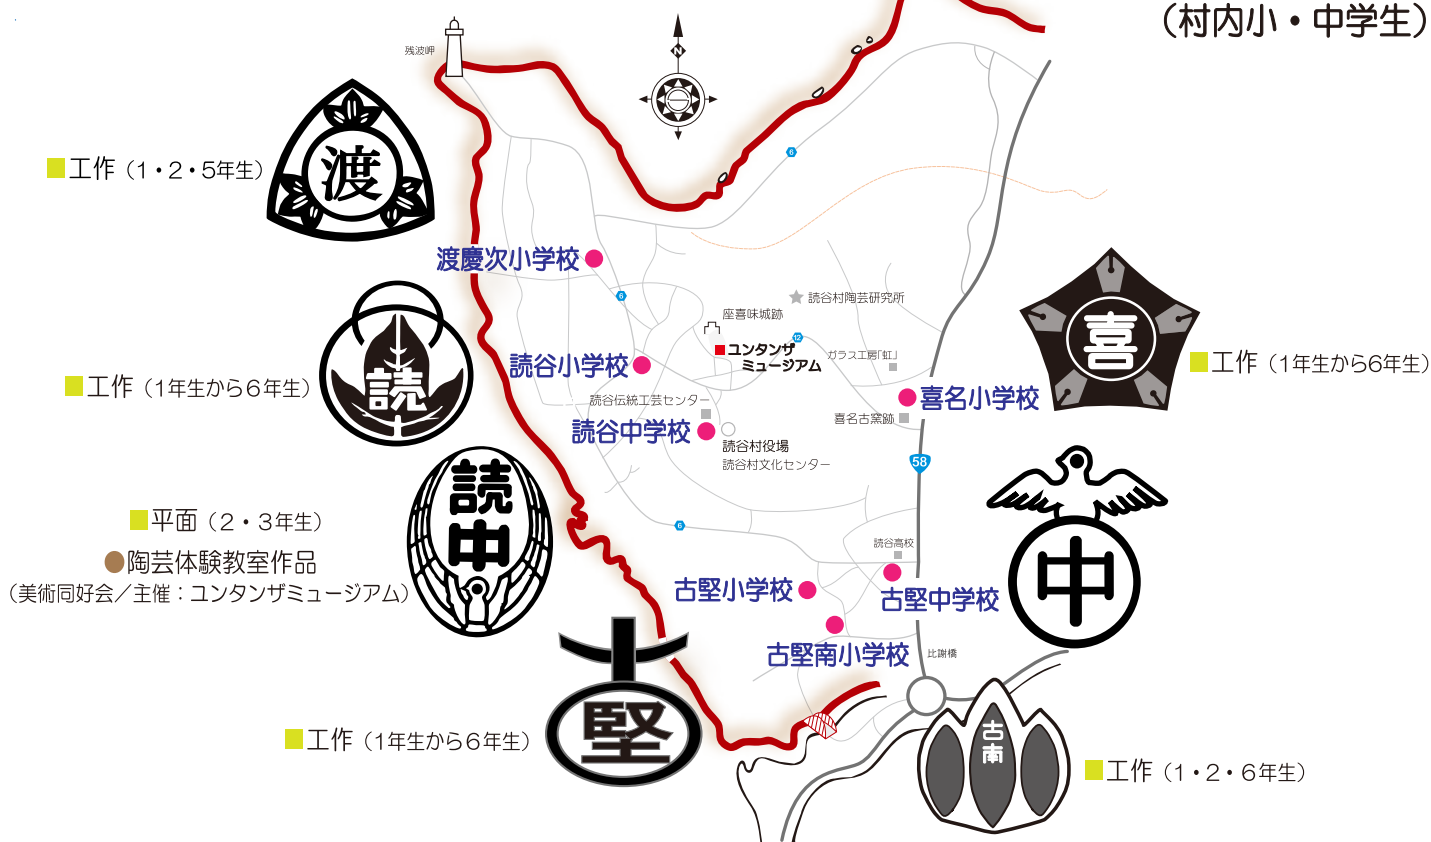 （村内小・中学生）
残波岬
N
渡
工作（1・2・5年生）
6
渡慶次小学校
6
読谷村陶芸研究所
座喜味城跡
12
ユンタンザ
ミュージアム
ガラス工房「虹」
喜
工作（1年生から6年生）
読谷小学校
読
工作（1年生から６年生）
読谷伝統工芸センター
喜名小学校
喜名古窯跡
読谷中学校
読谷村役場
読谷村文化センター
58
読
中
平面（２・３年生）
陶芸体験教室作品
（美術同好会／主催：ユンタンザミュージアム）
6
読谷高校
中
古堅小学校
古堅中学校
古堅南小学校
比謝橋
堅
工作（1年生から６年生）
古
南
工作（1・2・６年生）